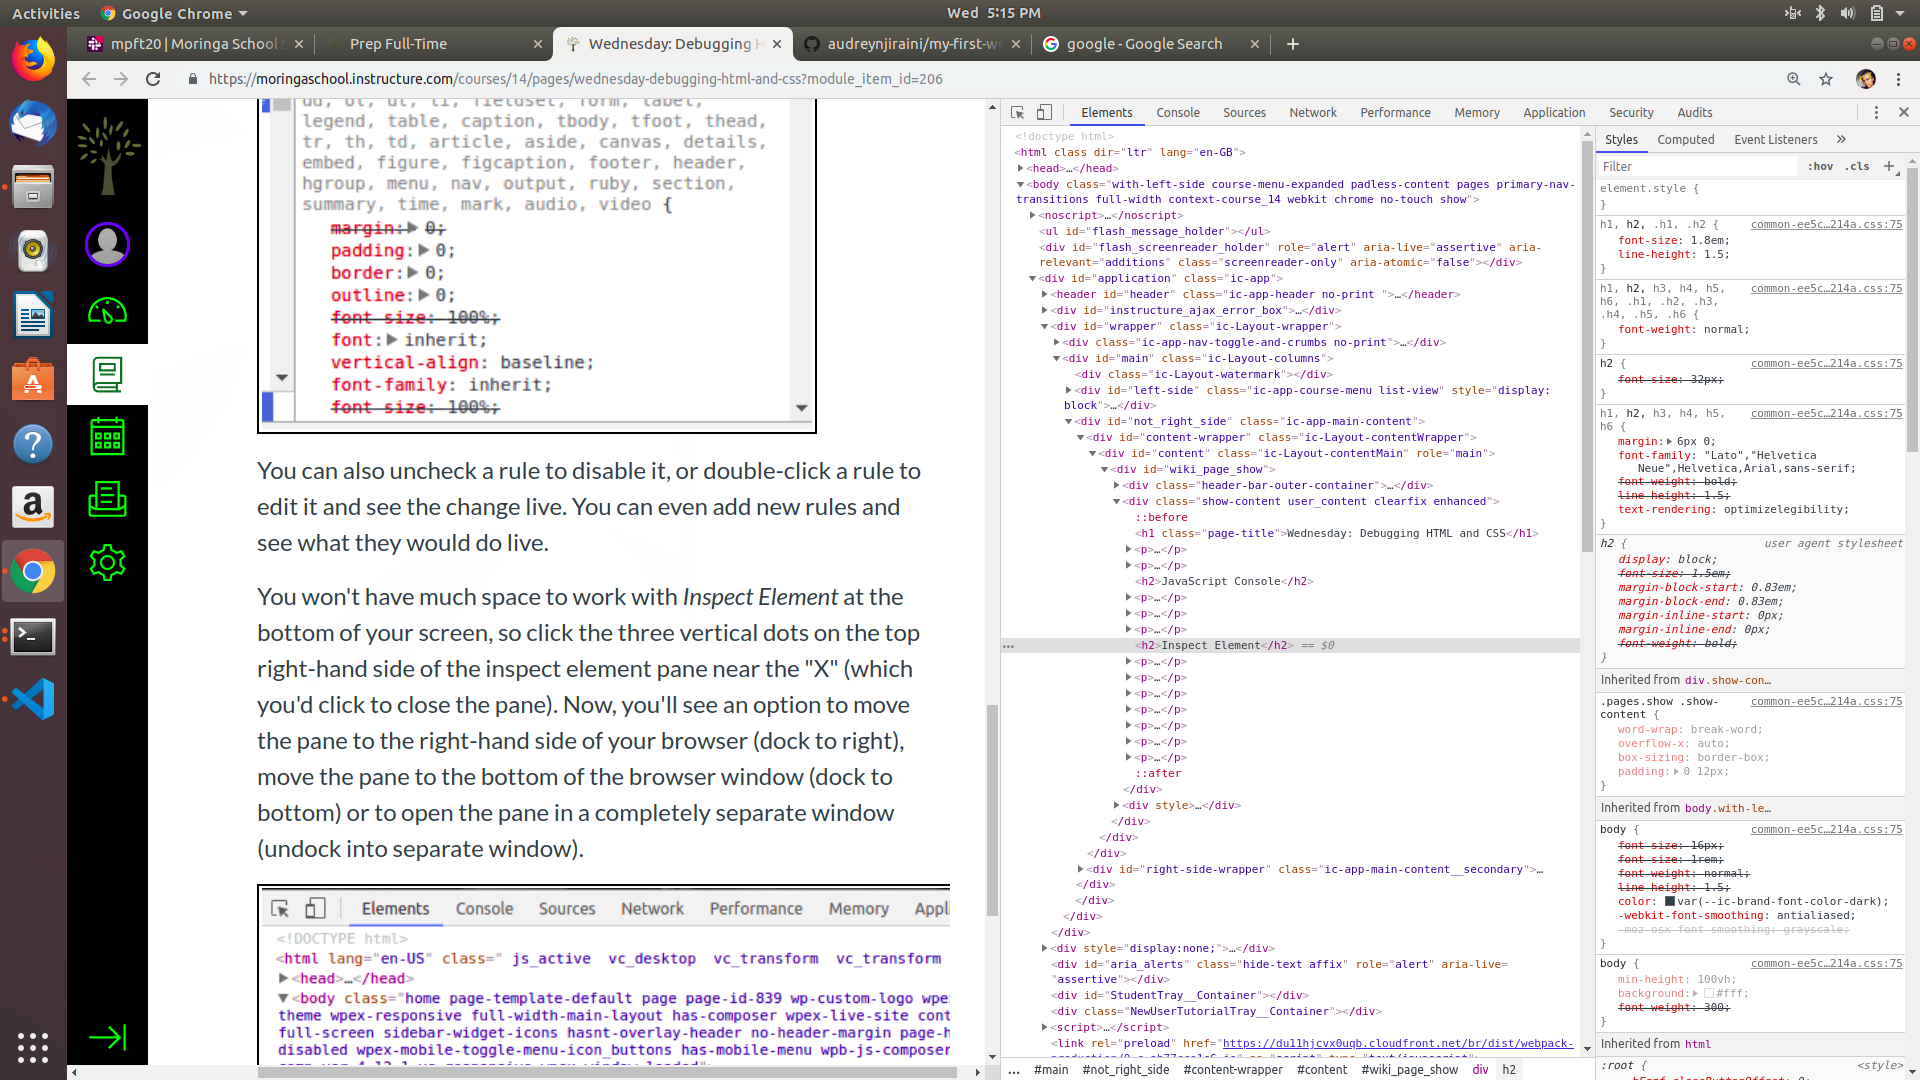 Activities
Google Chrome
Wed 5:15 PM
mpft20 | Moringa School S
Prep Full-Time
Wednesday: Debugging H
audreynjiraini/my-first-we
google - Google Search
https://moringaschool.instructure.com/courses/14/pages/wednesday-debugging-html-and-css?module_item_id=206
dd, ol, ul, li, fieldset, form, label,
legend, table, caption, tbody, tfoot, thead,
tr, th, td, article, aside, canvas, details,
embed, figure, figcaption, footer, header,
hgroup, menu, nav, output, ruby, section,
summary, time, mark, audio, video {
margin: 0;
padding: 0;
border: 0;
outline: 0;
font-size: 100%;
font: inherit;
vertical-align: baseline;
font-family: inherit;
font-size: 100%;
You can also uncheck a rule to disable it, or double-click a rule to
edit it and see the change live. You can even add new rules and
see what they would do live.
You won't have much space to work with Inspect Element at the
bottom of your screen, so click the three vertical dots on the top
right-hand side of the inspect element pane near the "X" (which
you'd click to close the pane). Now, you'll see an option to move
the pane to the right-hand side of your browser (dock to right),
move the pane to the bottom of the browser window (dock to
bottom) or to open the pane in a completely separate window
(undock into separate window).
Elements Console Sources Network Performance Memory Appli
<!DOCTYPE html>
<html lang="en-US" class=" js_active  vc_desktop  vc_transform  vc_transform
<head>…</head>
<body class="home page-template-default page page-id-839 wp-custom-logo wpe
theme wpex-responsive full-width-main-layout has-composer wpex-live-site cont
full-screen sidebar-widget-icons hasnt-overlay-header no-header-margin page-h
disabled wpex-mobile-toggle-menu-icon_buttons has-mobile-menu wpb-js-composer
Elements Console Sources Network Performance Memory Application Security Audits
<!doctype html>
<html class dir="ltr" lang="en-GB">
<head>…</head>
<body class="with-left-side course-menu-expanded padless-content pages primary-nav-
transitions full-width context-course_14 webkit chrome no-touch show">
<noscript>…</noscript>
<ul id="flash_message_holder"></ul>
<div id="flash_screenreader_holder" role="alert" aria-live="assertive" aria-
relevant="additions" class="screenreader-only" aria-atomic="false"></div>
<div id="application" class="ic-app">
<header id="header" class="ic-app-header no-print ">…</header>
<div id="instructure_ajax_error_box">…</div>
<div id="wrapper" class="ic-Layout-wrapper">
<div class="ic-app-nav-toggle-and-crumbs no-print">…</div>
<div id="main" class="ic-Layout-columns">
<div class="ic-Layout-watermark"></div>
<div id="left-side" class="ic-app-course-menu list-view" style="display:
block">…</div>
<div id="not_right_side" class="ic-app-main-content">
<div id="content-wrapper" class="ic-Layout-contentWrapper">
<div id="content" class="ic-Layout-contentMain" role="main">
<div id="wiki_page_show">
<div class="header-bar-outer-container">…</div>
<div class="show-content user_content clearfix enhanced">
::before
<h1 class="page-title">Wednesday: Debugging HTML and CSS</h1>
<p>…</p>
<p>…</p>
<h2>JavaScript Console</h2>
<p>…</p>
<p>…</p>
<p>…</p>
… <h2>Inspect Element</h2> == $0
<p>…</p>
<p>…</p>
<p>…</p>
<p>…</p>
<p>…</p>
<p>…</p>
<p>…</p>
::after
</div>
<div style>…</div>
</div>
</div>
</div>
<div id="right-side-wrapper" class="ic-app-main-content__secondary">…
</div>
</div>
</div>
</div>
<div style="display:none;">…</div>
<div id="aria_alerts" class="hide-text affix" role="alert" aria-live=
"assertive"></div>
<div id="StudentTray__Container"></div>
<div class="NewUserTutorialTray__Container"></div>
<script>…</script>
<link rel="preload" href="https://du11hjcvx0uqb.cloudfront.net/br/dist/webpack-
… #main #not_right_side #content-wrapper #content #wiki_page_show div h2
Styles Computed Event Listeners »
Filter :hov .cls +
element.style {
}
h1, h2, .h1, .h2 { common-ee5c…214a.css:75
font-size: 1.8em;
line-height: 1.5;
}
h1, h2, h3, h4, h5, common-ee5c…214a.css:75
h6, .h1, .h2, .h3,
.h4, .h5, .h6 {
font-weight: normal;
}
h2 { common-ee5c…214a.css:75
font-size: 32px;
}
h1, h2, h3, h4, h5, common-ee5c…214a.css:75
h6 {
margin: 6px 0;
font-family: "Lato","Helvetica
Neue",Helvetica,Arial,sans-serif;
font-weight: bold;
line-height: 1.5;
text-rendering: optimizelegibility;
}
h2 { user agent stylesheet
display: block;
font-size: 1.5em;
margin-block-start: 0.83em;
margin-block-end: 0.83em;
margin-inline-start: 0px;
margin-inline-end: 0px;
font-weight: bold;
}
Inherited from div.show-con…
.pages.show .show- common-ee5c…214a.css:75
content {
word-wrap: break-word;
overflow-x: auto;
box-sizing: border-box;
padding: 0 12px;
}
Inherited from body.with-le…
body { common-ee5c…214a.css:75
font-size: 16px;
font-size: 1rem;
font-weight: normal;
line-height: 1.5;
color: var(--ic-brand-font-color-dark);
-webkit-font-smoothing: antialiased;
-moz-osx-font-smoothing: grayscale;
}
body { common-ee5c…214a.css:75
min-height: 100vh;
background: #fff;
font-weight: 300;
}
Inherited from html
:root { <style>